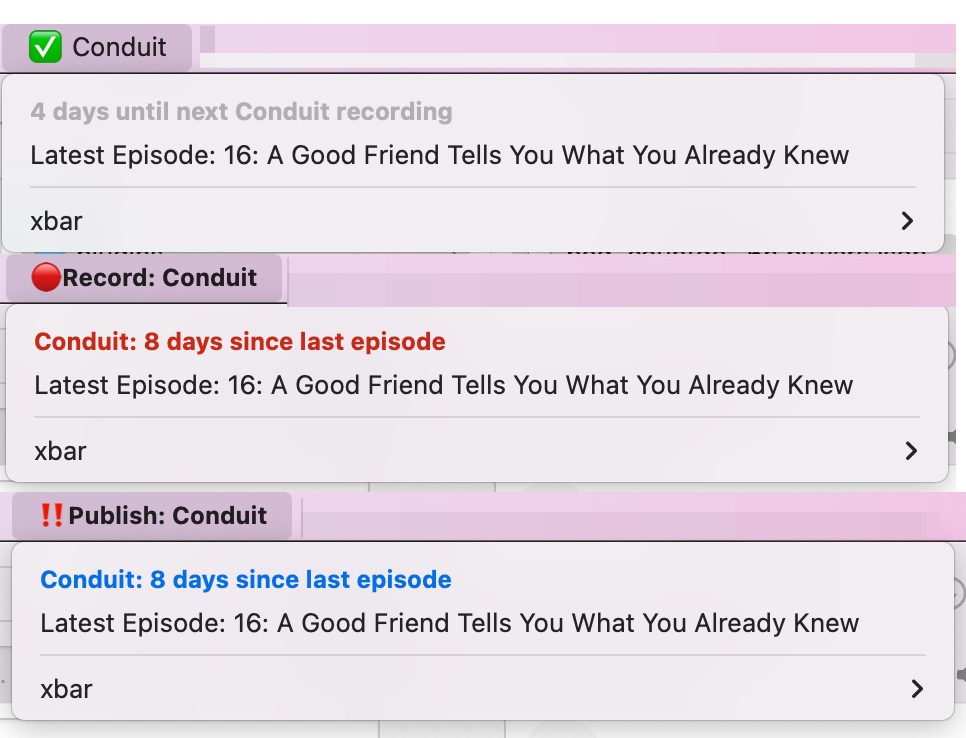 ✅ Conduit
4 days until next Conduit recording
Latest Episode: 16: A Good Friend Tells You What You Already Knew
xbar
🔴Record: Conduit
Conduit: 8 days since last episode
Latest Episode: 16: A Good Friend Tells You What You Already Knew
xbar
‼️Publish: Conduit
Conduit: 8 days since last episode
Latest Episode: 16: A Good Friend Tells You What You Already Knew
xbar